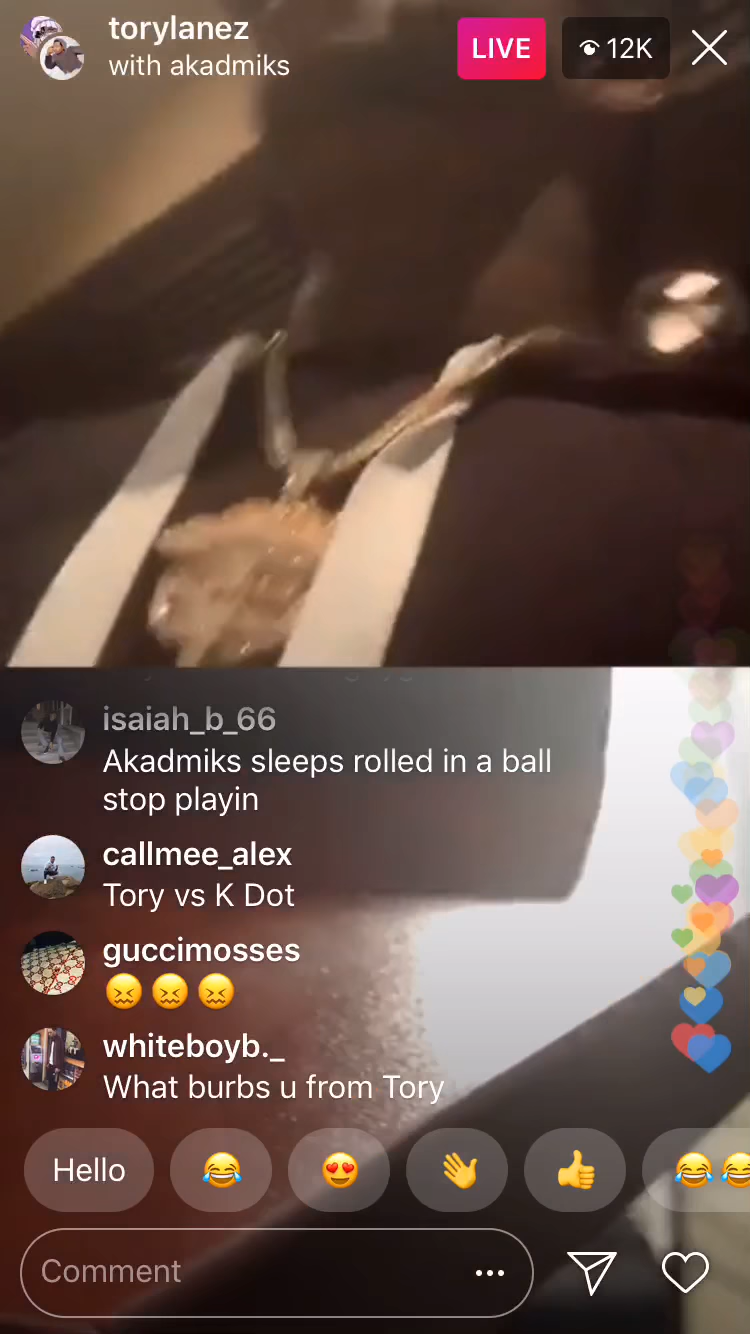 torylanez
with akadmiks
LIVE
12K
isaiah_b_66
Akadmiks sleeps rolled in a ball
stop playin
callmee_alex
Tory vs K Dot
guccimosses
😖 😖 😖
whiteboyb._
What burbs u from Tory
Hello 😂 😍 👋 👍 😂 😂
Comment